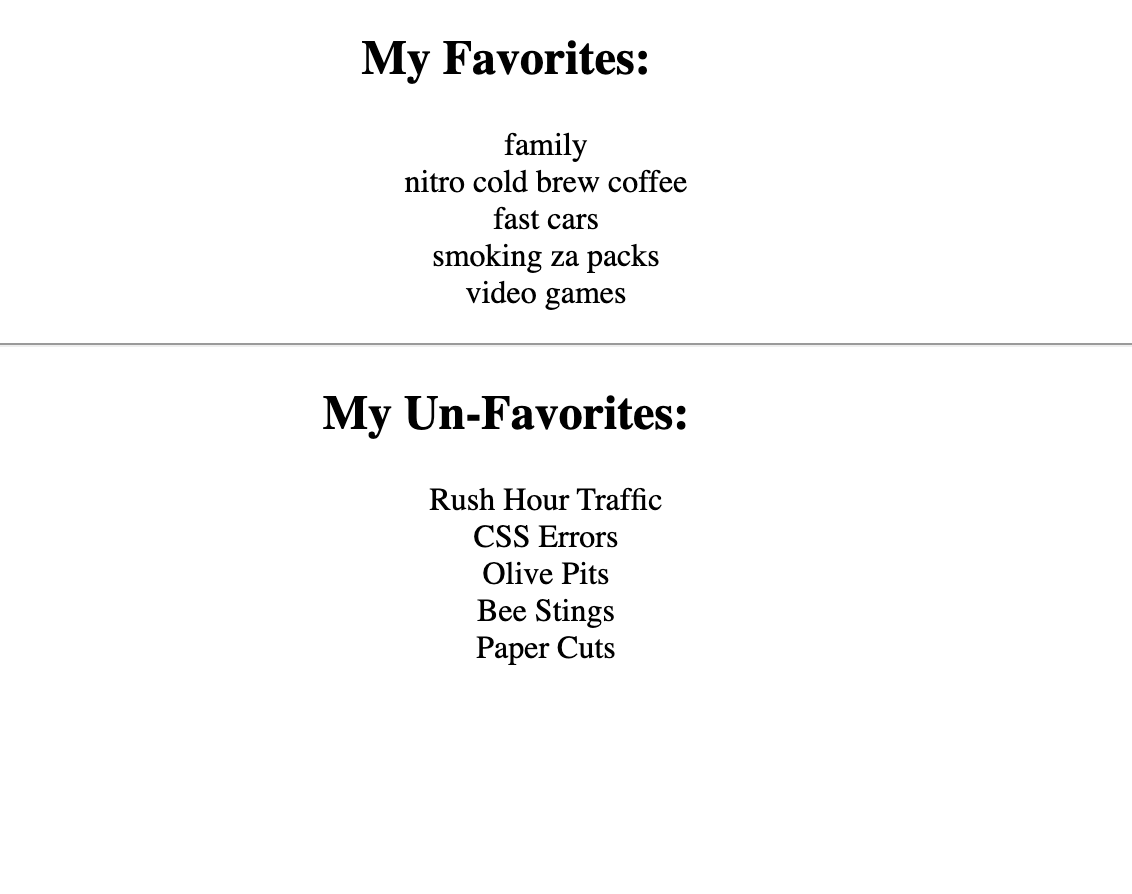 My Favorites:
family
nitro cold brew coffee
fast cars
smoking za packs
video games
My Un-Favorites:
Rush Hour Traffic
CSS Errors
Olive Pits
Bee Stings
Paper Cuts